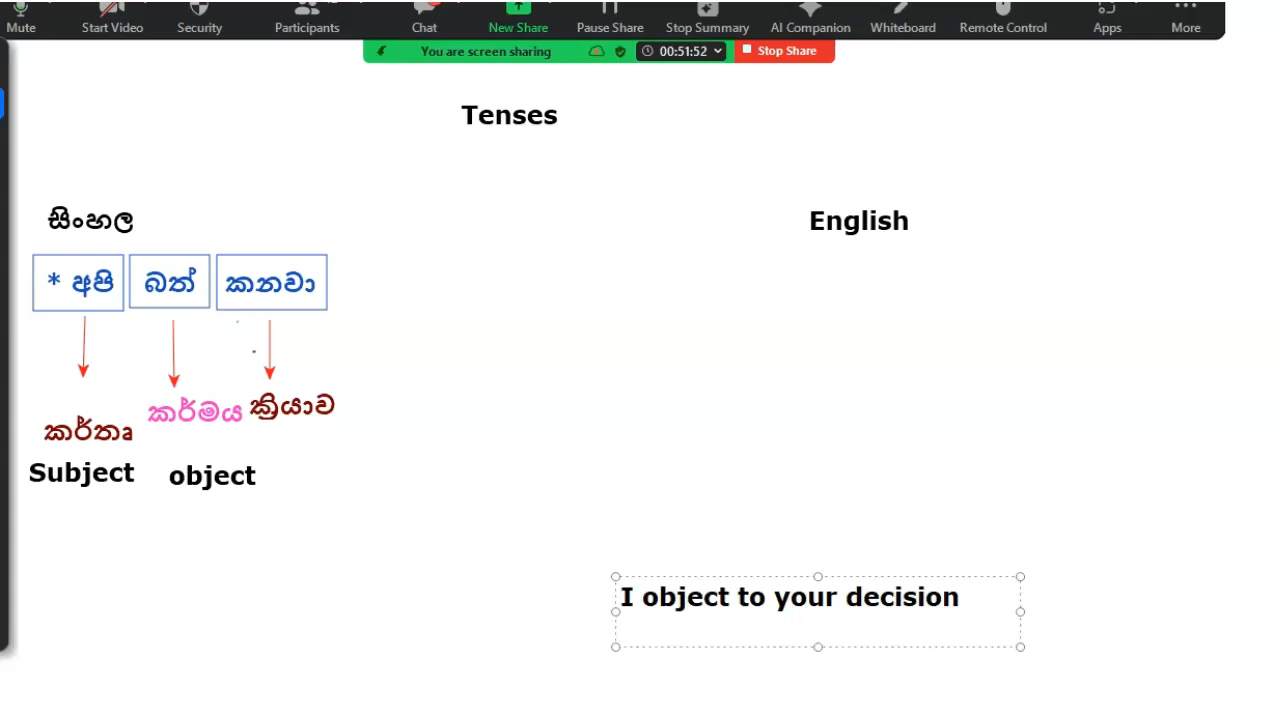 Mute Start Video Security Participants Chat New Share Pause Share Stop Summary AI Companion Whiteboard Remote Control Apps More
You are screen sharing 00:51:52 Stop Share
Tenses
සිංහල
English
* අපි බත් කනවා
කර්තෘ කර්මය ක්‍රියාව
Subject object
I object to your decision